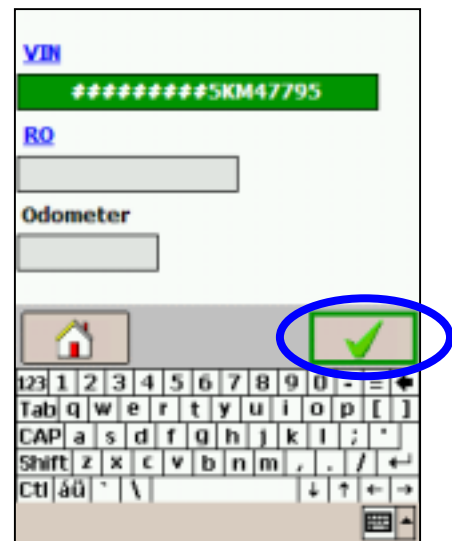 VIN
#########5KM47795
RO
Odometer
123 1 2 3 4 5 6 7 8 9 0 - =
Tab q w e r t y u i o p [ ]
CAP a s d f g h j k l ; '
Shift z x c v b n m , . /
Ctl áü ` \